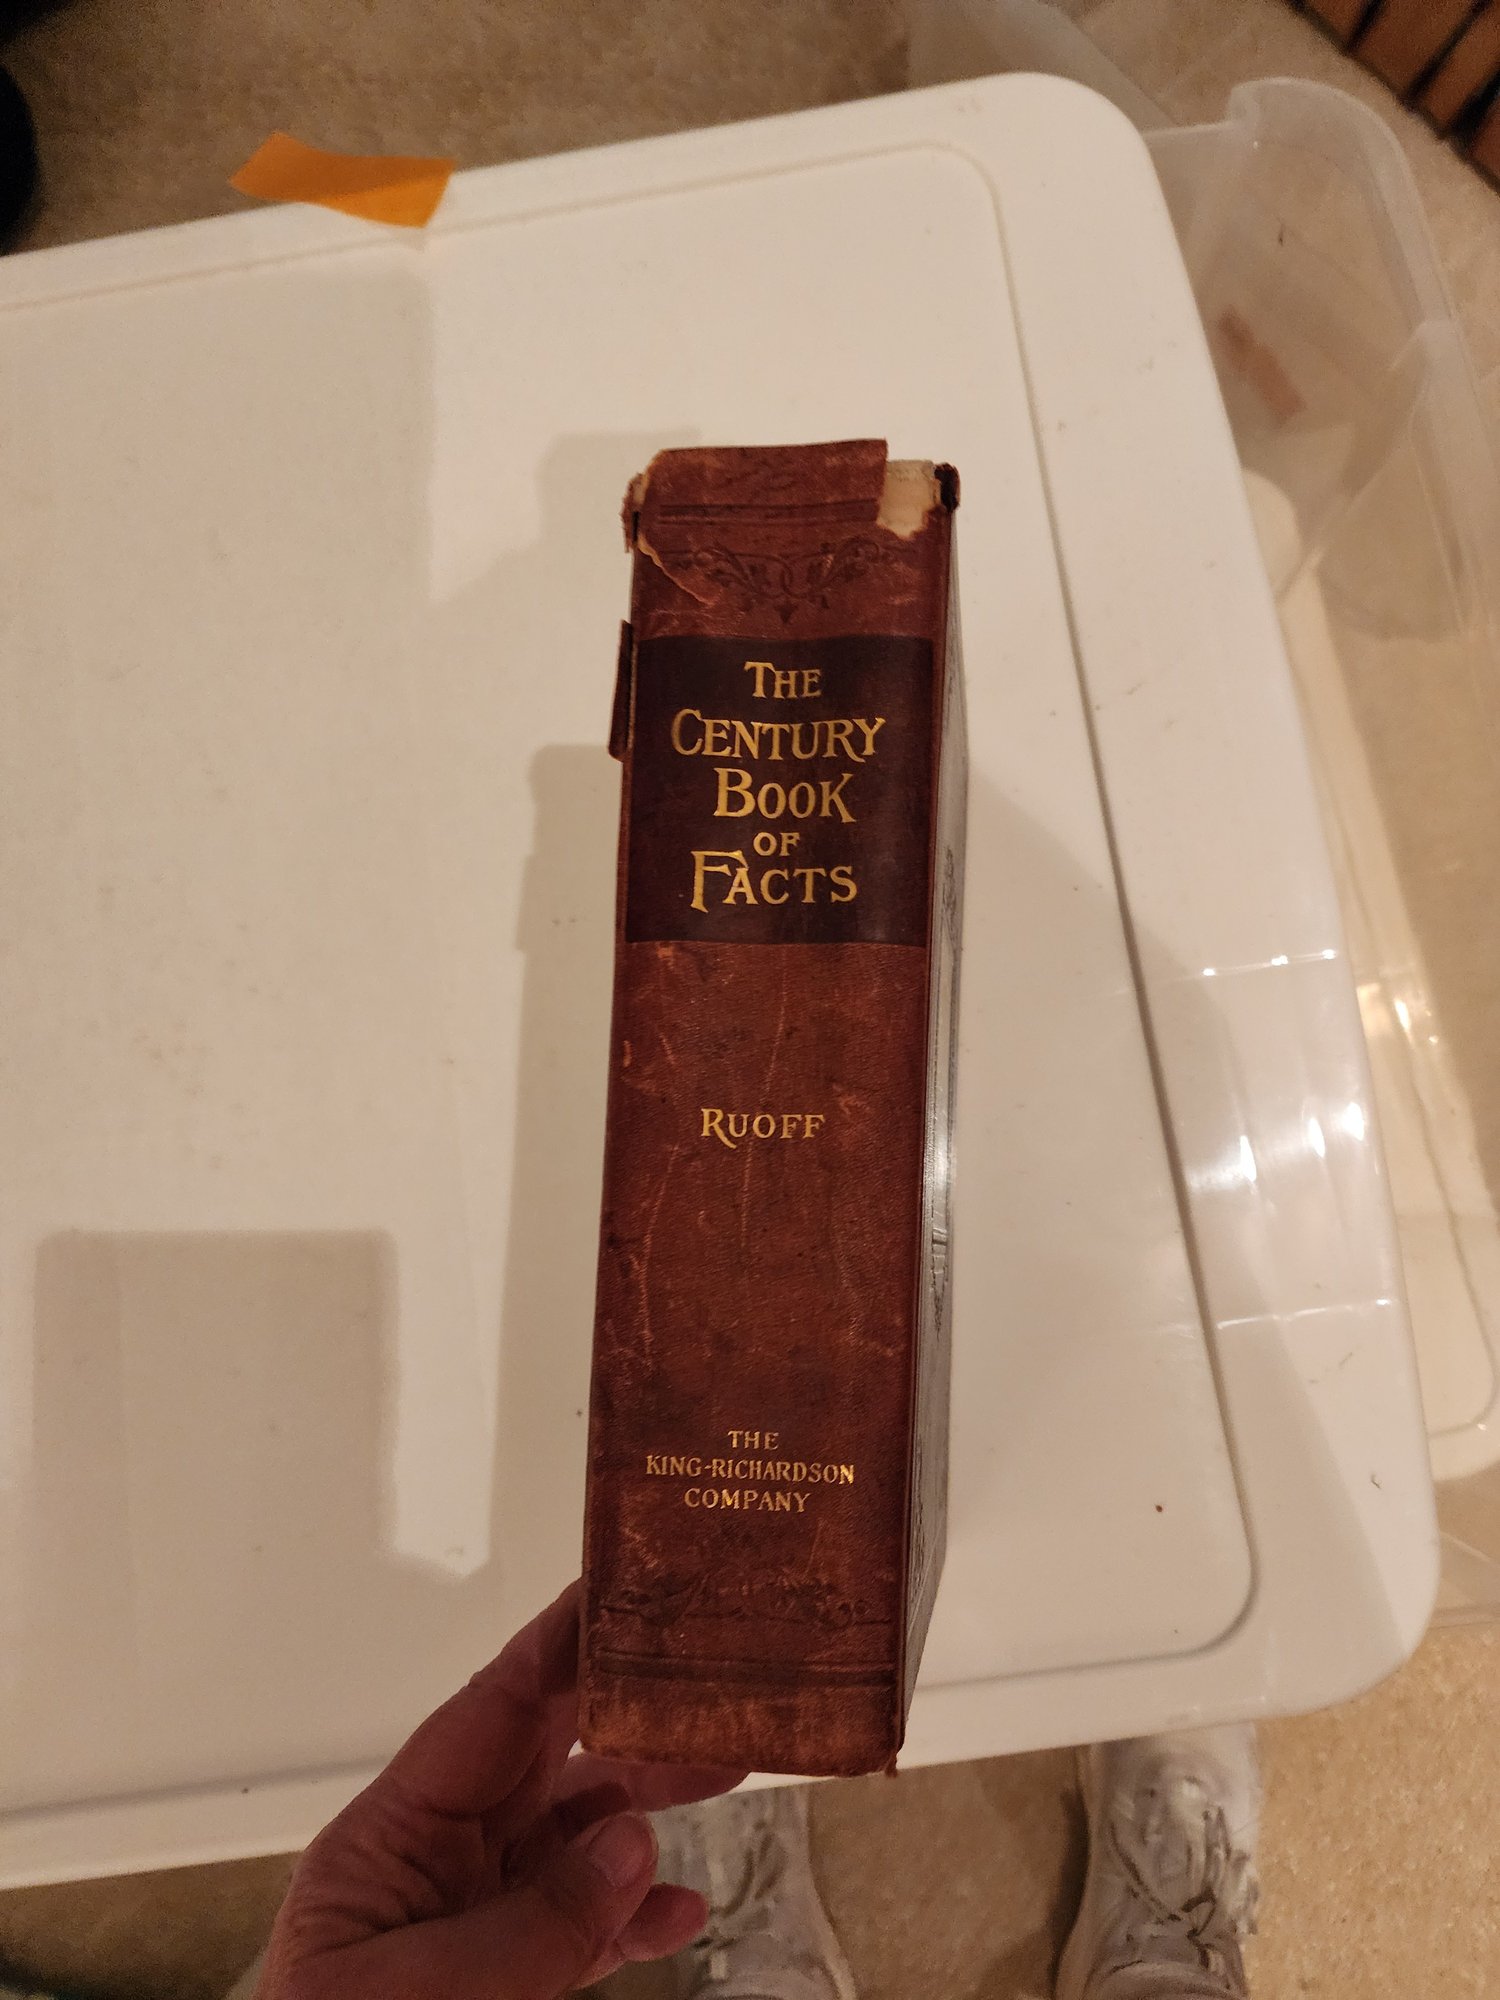 THE
CENTURY
BOOK
OF
FACTS
RUOFF
THE
KING-RICHARDSON
COMPANY